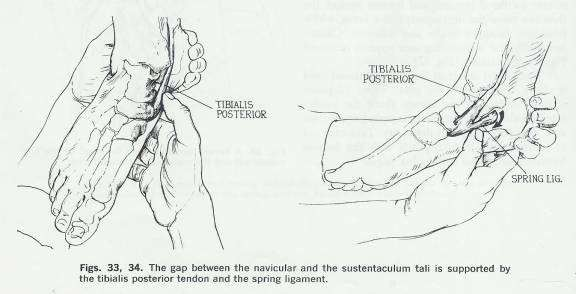 TIBIALIS
POSTERIOR
TIBIALIS
POSTERIOR
SPRING LIG.
Figs. 33, 34. The gap between the navicular and the sustentaculum tali is supported by
the tibialis posterior tendon and the spring ligament.